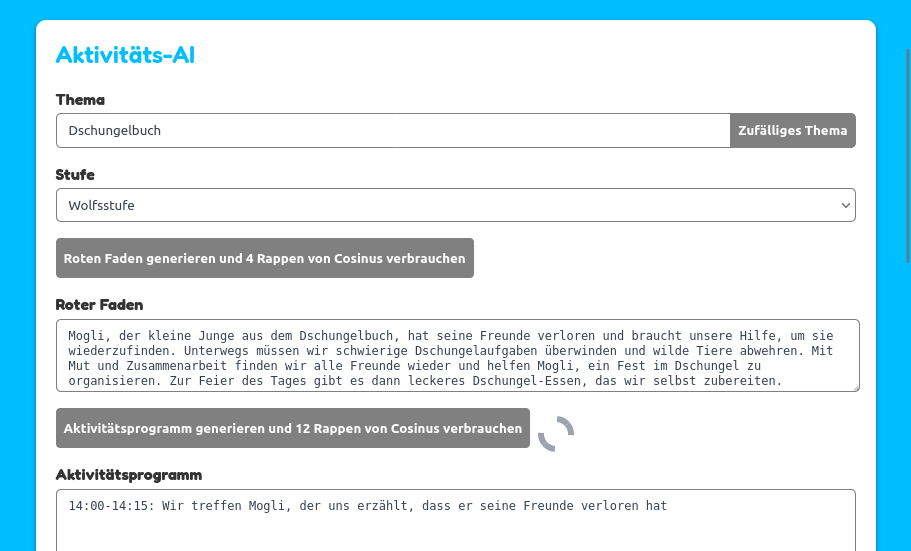 Aktivitäts-AI
Thema
Dschungelbuch
Zufälliges Thema
Stufe
Wolfsstufe
Roten Faden generieren und 4 Rappen von Cosinus verbrauchen
Roter Faden
Mogli, der kleine Junge aus dem Dschungelbuch, hat seine Freunde verloren und braucht unsere Hilfe, um sie
wiederzufinden. Unterwegs müssen wir schwierige Dschungelaufgaben überwinden und wilde Tiere abwehren. Mit
Mut und Zusammenarbeit finden wir alle Freunde wieder und helfen Mogli, ein Fest im Dschungel zu
organisieren. Zur Feier des Tages gibt es dann leckeres Dschungel-Essen, das wir selbst zubereiten.
Aktivitätsprogramm generieren und 12 Rappen von Cosinus verbrauchen
Aktivitätsprogramm
14:00-14:15: Wir treffen Mogli, der uns erzählt, dass er seine Freunde verloren hat